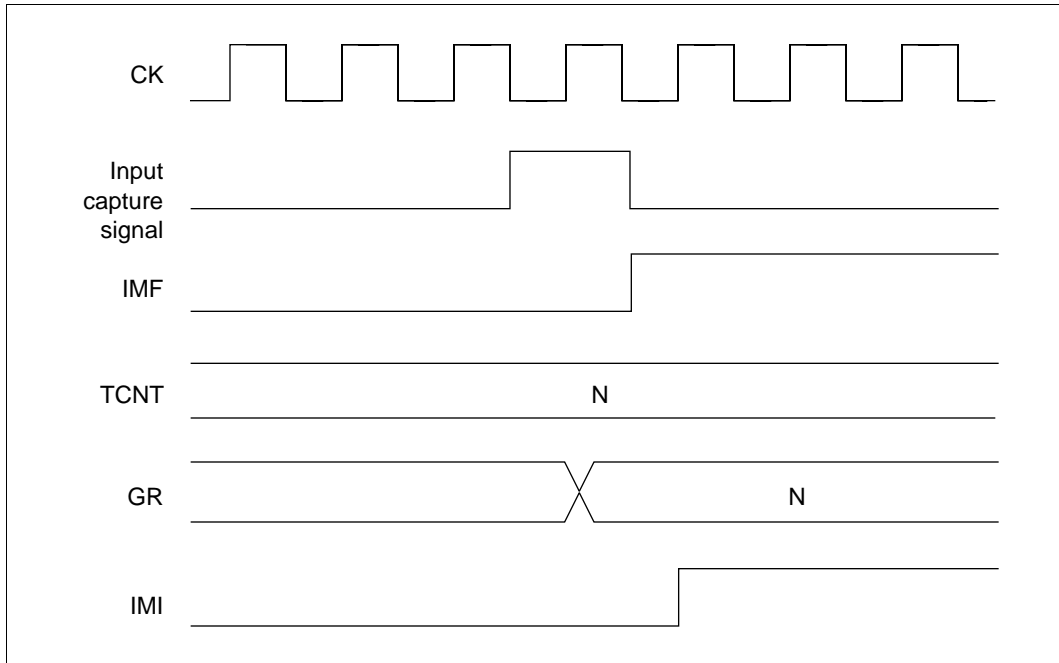 CK
Input
capture
signal
IMF
TCNT
N
GR
N
IMI